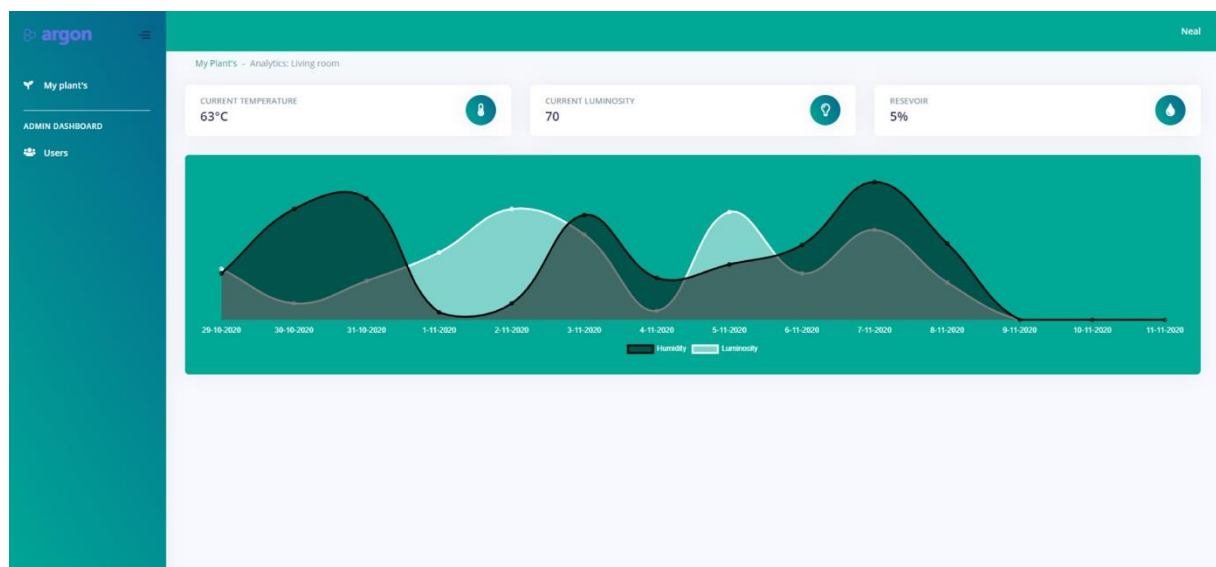 argon
Neal
My plant's
ADMIN DASHBOARD
Users
My Plant's - Analytics: Living room
CURRENT TEMPERATURE
63°C
CURRENT LUMINOSITY
70
RESEVOIR
5%
29-10-2020 30-10-2020 31-10-2020 1-11-2020 2-11-2020 3-11-2020 4-11-2020 5-11-2020 6-11-2020 7-11-2020 8-11-2020 9-11-2020 10-11-2020 11-11-2020
Humidity Luminosity